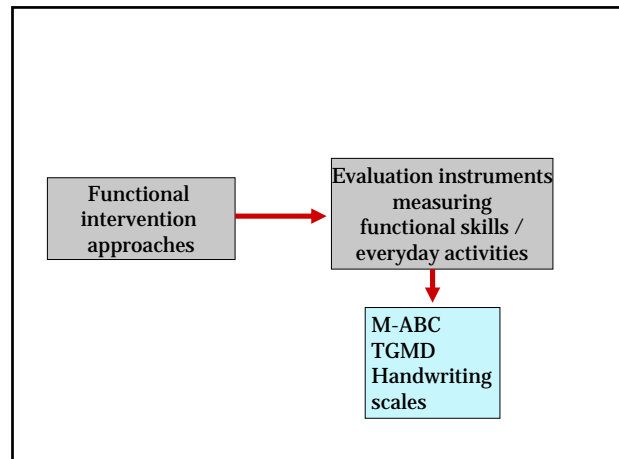 Functional
intervention
approaches
Evaluation instruments
measuring
functional skills /
everyday activities
M-ABC
TGMD
Handwriting
scales